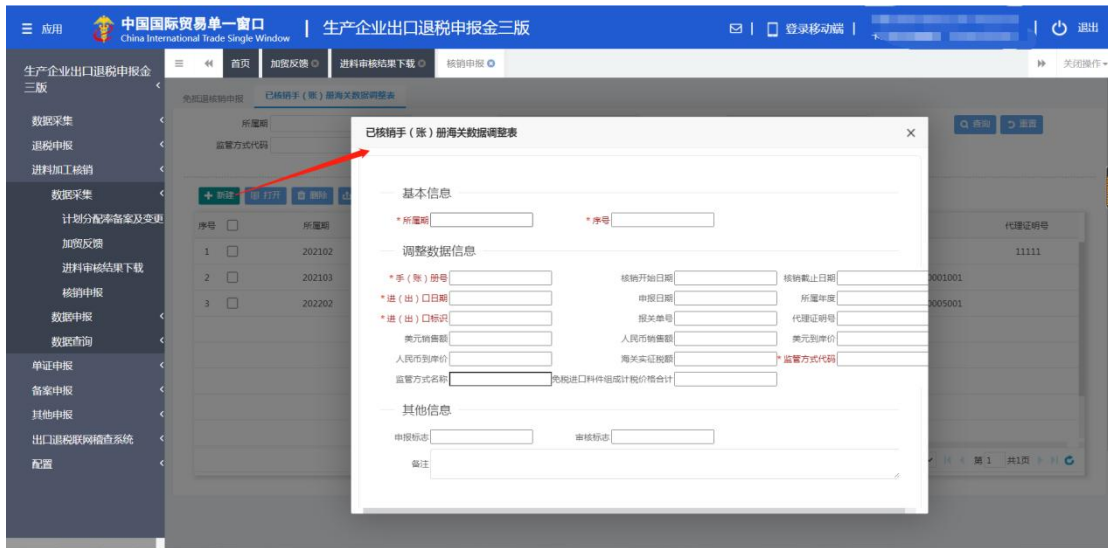 应用
中国国际贸易单一窗口
China International Trade Single Window
生产企业出口退税申报金三版
登录移动端
退出
生产企业出口退税申报金三版
首页 加贸反馈 进料审核结果下载 核销申报 关闭操作
免抵退核销申报 已核销手(账)册海关数据调整表
数据采集
退税申报
进料加工核销
数据采集
计划分配率备案及变更
加贸反馈
进料审核结果下载
核销申报
数据申报
数据查询
单证申报
备案申报
其他申报
出口退税联网稽查系统
配置
所属期
监管方式代码
查询 重置
新建 打开 删除
序号 所属期 代理证明号
1 202102 11111
2 202103 0001001
3 202202 0005001
第 1 共1页
已核销手(账)册海关数据调整表
基本信息
*所属期 *序号
调整数据信息
*手(账)册号 核销开始日期 核销截止日期
*进(出)口日期 申报日期 所属年度
*进(出)口标识 报关单号 代理证明号
美元销售额 人民币销售额 美元到岸价
人民币到岸价 海关实征税额 *监管方式代码
监管方式名称 免税进口料件组成计税价格合计
其他信息
申报标志 审核标志
备注